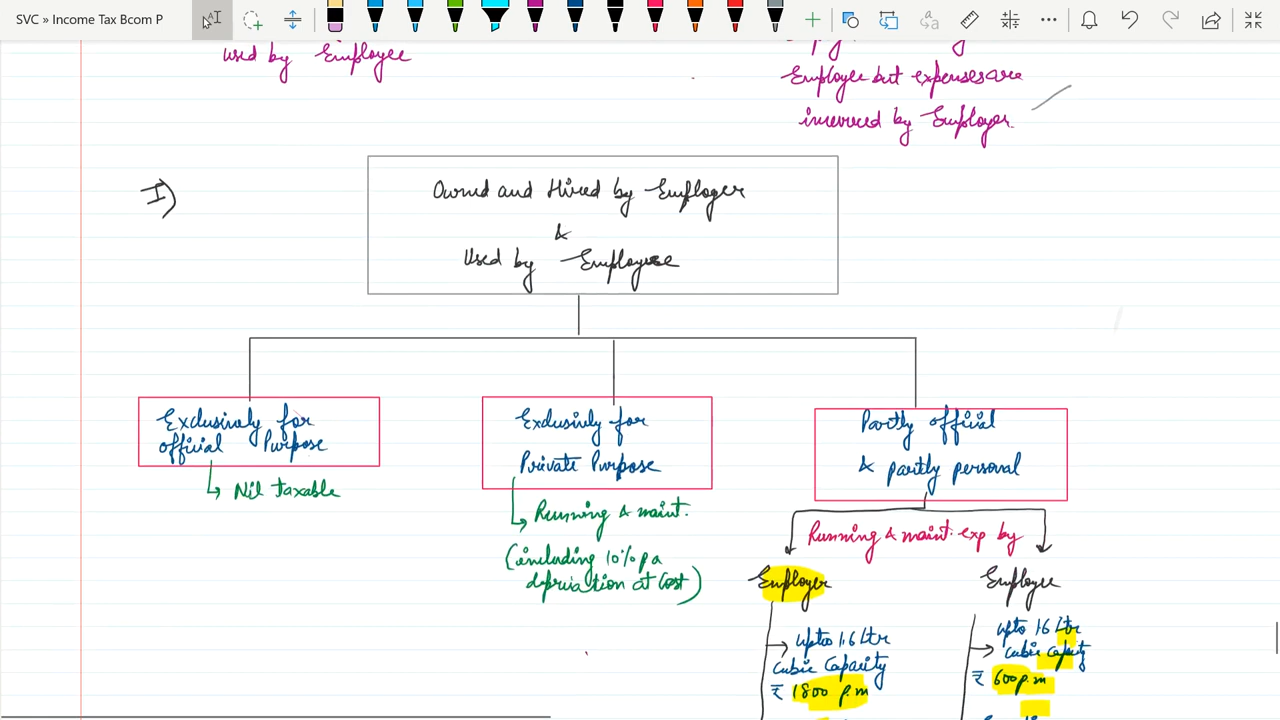 SVC » Income Tax Bcom P
Used by Employee
Employee but expenses are
incurred by Employer.
I)
Owned and Hired by Employer
&
Used by Employee
Exclusively for
official Purpose
↳ Nil taxable
Exclusively for
Private Purpose
↳ Running & maint.
(including 10% p a
depriation at Cost)
Partly official
& partly personal
Running & maint. exp by
Employer
→ upto 1.6 Ltr
Cubic Capacity
₹ 1800 p.m
Employee
→ upto 1.6 Ltr
Cubic Capaity
₹ 600 p.m